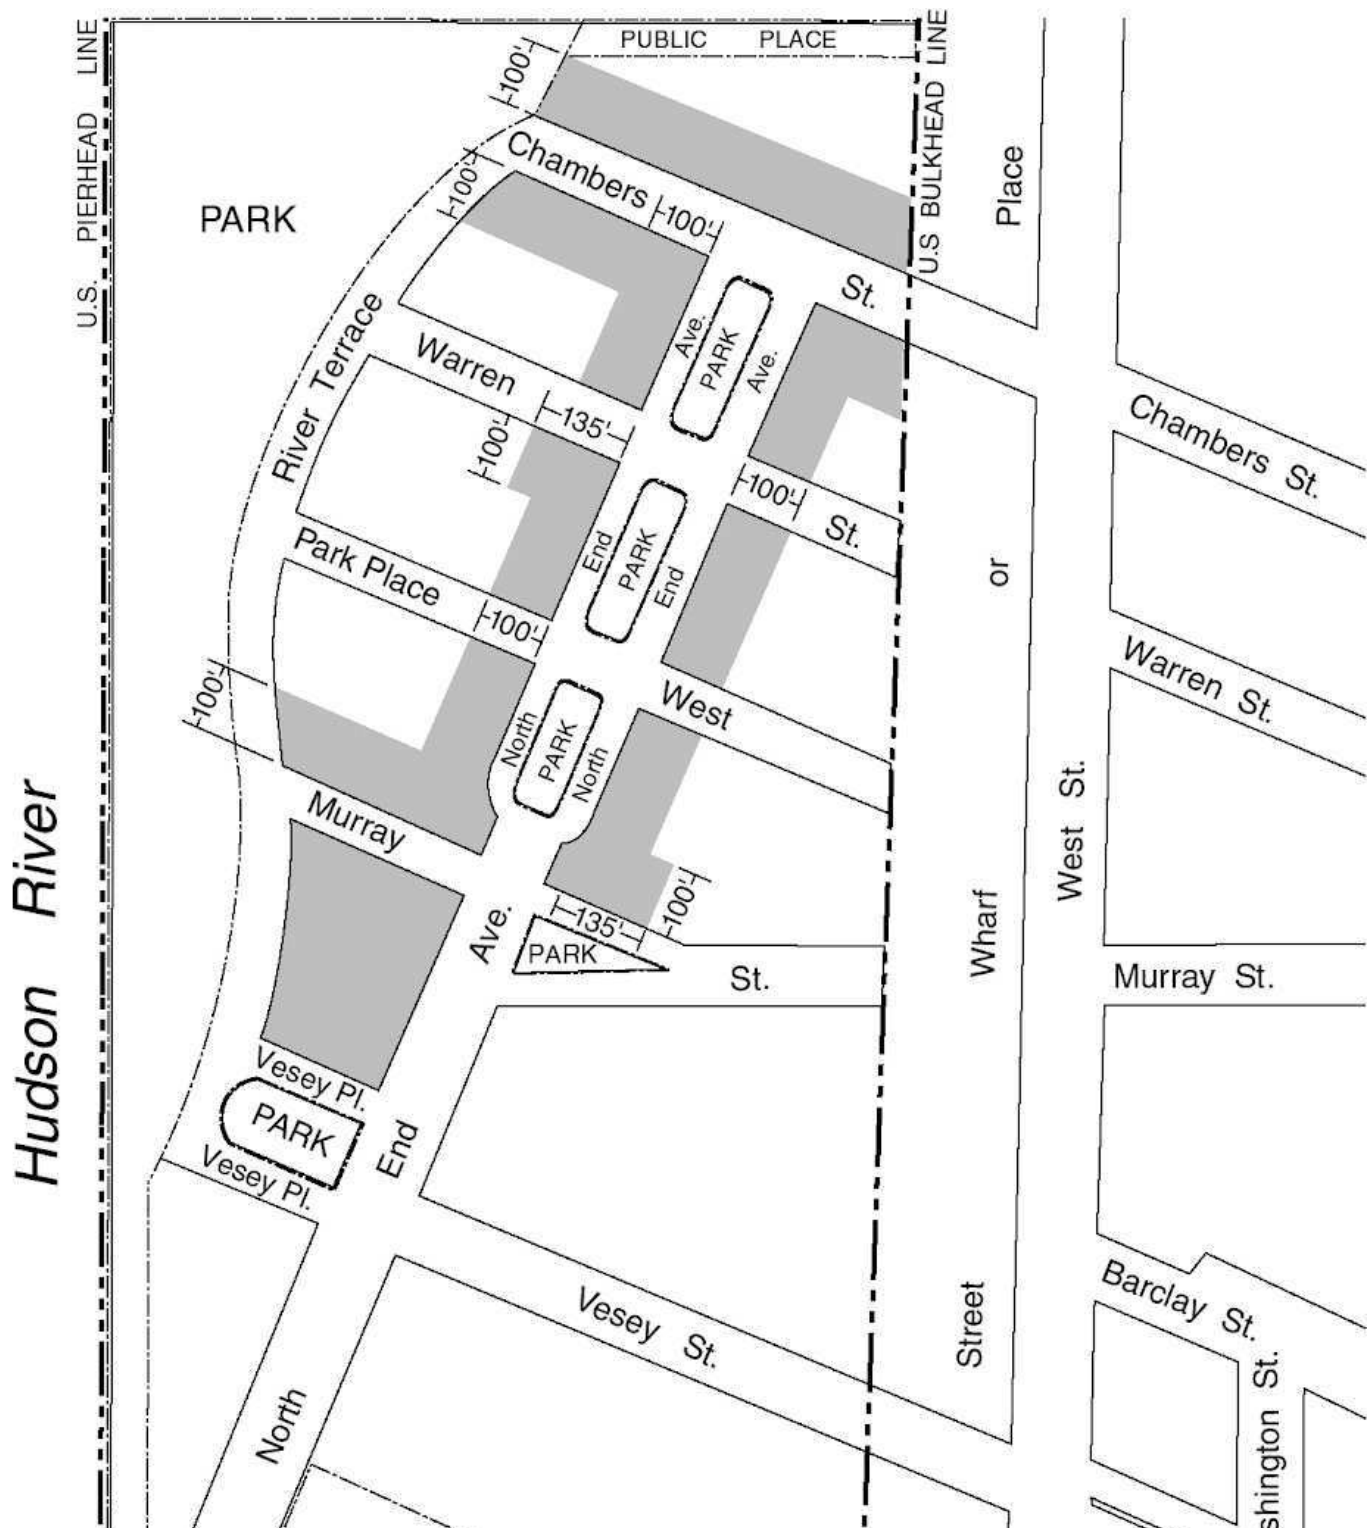 PUBLIC PLACE
U.S. PIERHEAD LINE
U.S BULKHEAD LINE
-100'-
Chambers
-100'-
-100'-
PARK
Place
St.
River Terrace
Ave.
PARK
Ave.
Warren
-135'-
-100'-
Chambers St.
-100'-
St.
End
PARK
End
or
Park Place
-100'-
Warren St.
-100'-
West
North
PARK
North
Murray
West St.
Hudson River
-100'-
-135'-
Ave.
PARK
St.
Wharf
Murray St.
Vesey Pl.
PARK
Vesey Pl.
End
Vesey St.
Street
Barclay St.
North
shington St.